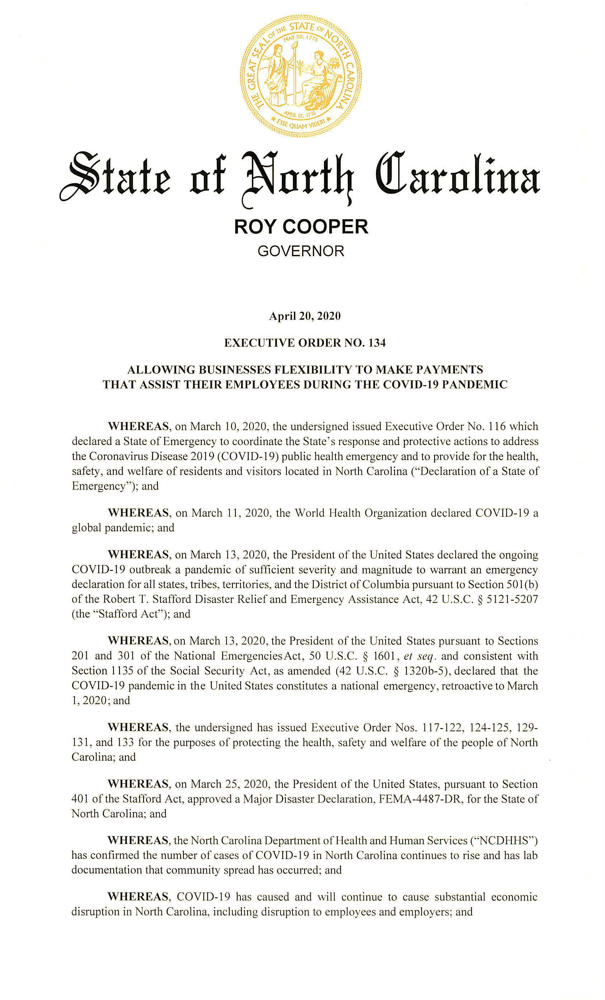 THE GREAT SEAL OF THE STATE OF NORTH CAROLINA
MAY 20, 1775
APRIL 12, 1776
★ ESSE QUAM VIDERI ★
State of North Carolina
ROY COOPER
GOVERNOR
April 20, 2020
EXECUTIVE ORDER NO. 134
ALLOWING BUSINESSES FLEXIBILITY TO MAKE PAYMENTS
THAT ASSIST THEIR EMPLOYEES DURING THE COVID-19 PANDEMIC
WHEREAS, on March 10, 2020, the undersigned issued Executive Order No. 116 which
declared a State of Emergency to coordinate the State's response and protective actions to address
the Coronavirus Disease 2019 (COVID-19) public health emergency and to provide for the health,
safety, and welfare of residents and visitors located in North Carolina (“Declaration of a State of
Emergency”); and
WHEREAS, on March 11, 2020, the World Health Organization declared COVID-19 a
global pandemic; and
WHEREAS, on March 13, 2020, the President of the United States declared the ongoing
COVID-19 outbreak a pandemic of sufficient severity and magnitude to warrant an emergency
declaration for all states, tribes, territories, and the District of Columbia pursuant to Section 501(b)
of the Robert T. Stafford Disaster Relief and Emergency Assistance Act, 42 U.S.C. § 5121-5207
(the “Stafford Act”); and
WHEREAS, on March 13, 2020, the President of the United States pursuant to Sections
201 and 301 of the National Emergencies Act, 50 U.S.C. § 1601, et seq. and consistent with
Section 1135 of the Social Security Act, as amended (42 U.S.C. § 1320b-5), declared that the
COVID-19 pandemic in the United States constitutes a national emergency, retroactive to March
1, 2020; and
WHEREAS, the undersigned has issued Executive Order Nos. 117-122, 124-125, 129-
131, and 133 for the purposes of protecting the health, safety and welfare of the people of North
Carolina; and
WHEREAS, on March 25, 2020, the President of the United States, pursuant to Section
401 of the Stafford Act, approved a Major Disaster Declaration, FEMA-4487-DR, for the State of
North Carolina; and
WHEREAS, the North Carolina Department of Health and Human Services (“NCDHHS”)
has confirmed the number of cases of COVID-19 in North Carolina continues to rise and has lab
documentation that community spread has occurred; and
WHEREAS, COVID-19 has caused and will continue to cause substantial economic
disruption in North Carolina, including disruption to employees and employers; and